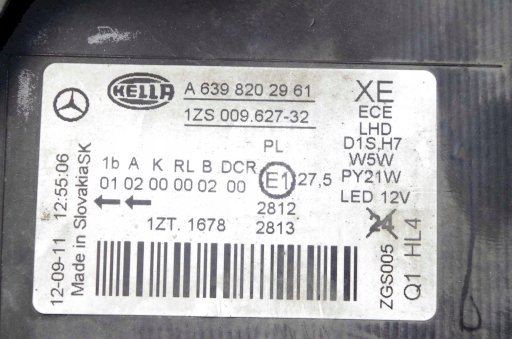 HELLA
A 639 820 2961
1ZS 009.627-32
PL
1b A K RL B DCR
01 02 00 00 02 00
E1 27,5
2812
2813
1ZT. 1678
12-09-11 12:55:06
Made in SlovakiaSK
XE
ECE
LHD
D1S,H7
W5W
PY21W
LED 12V
24
ZGS005
Q1 HL4